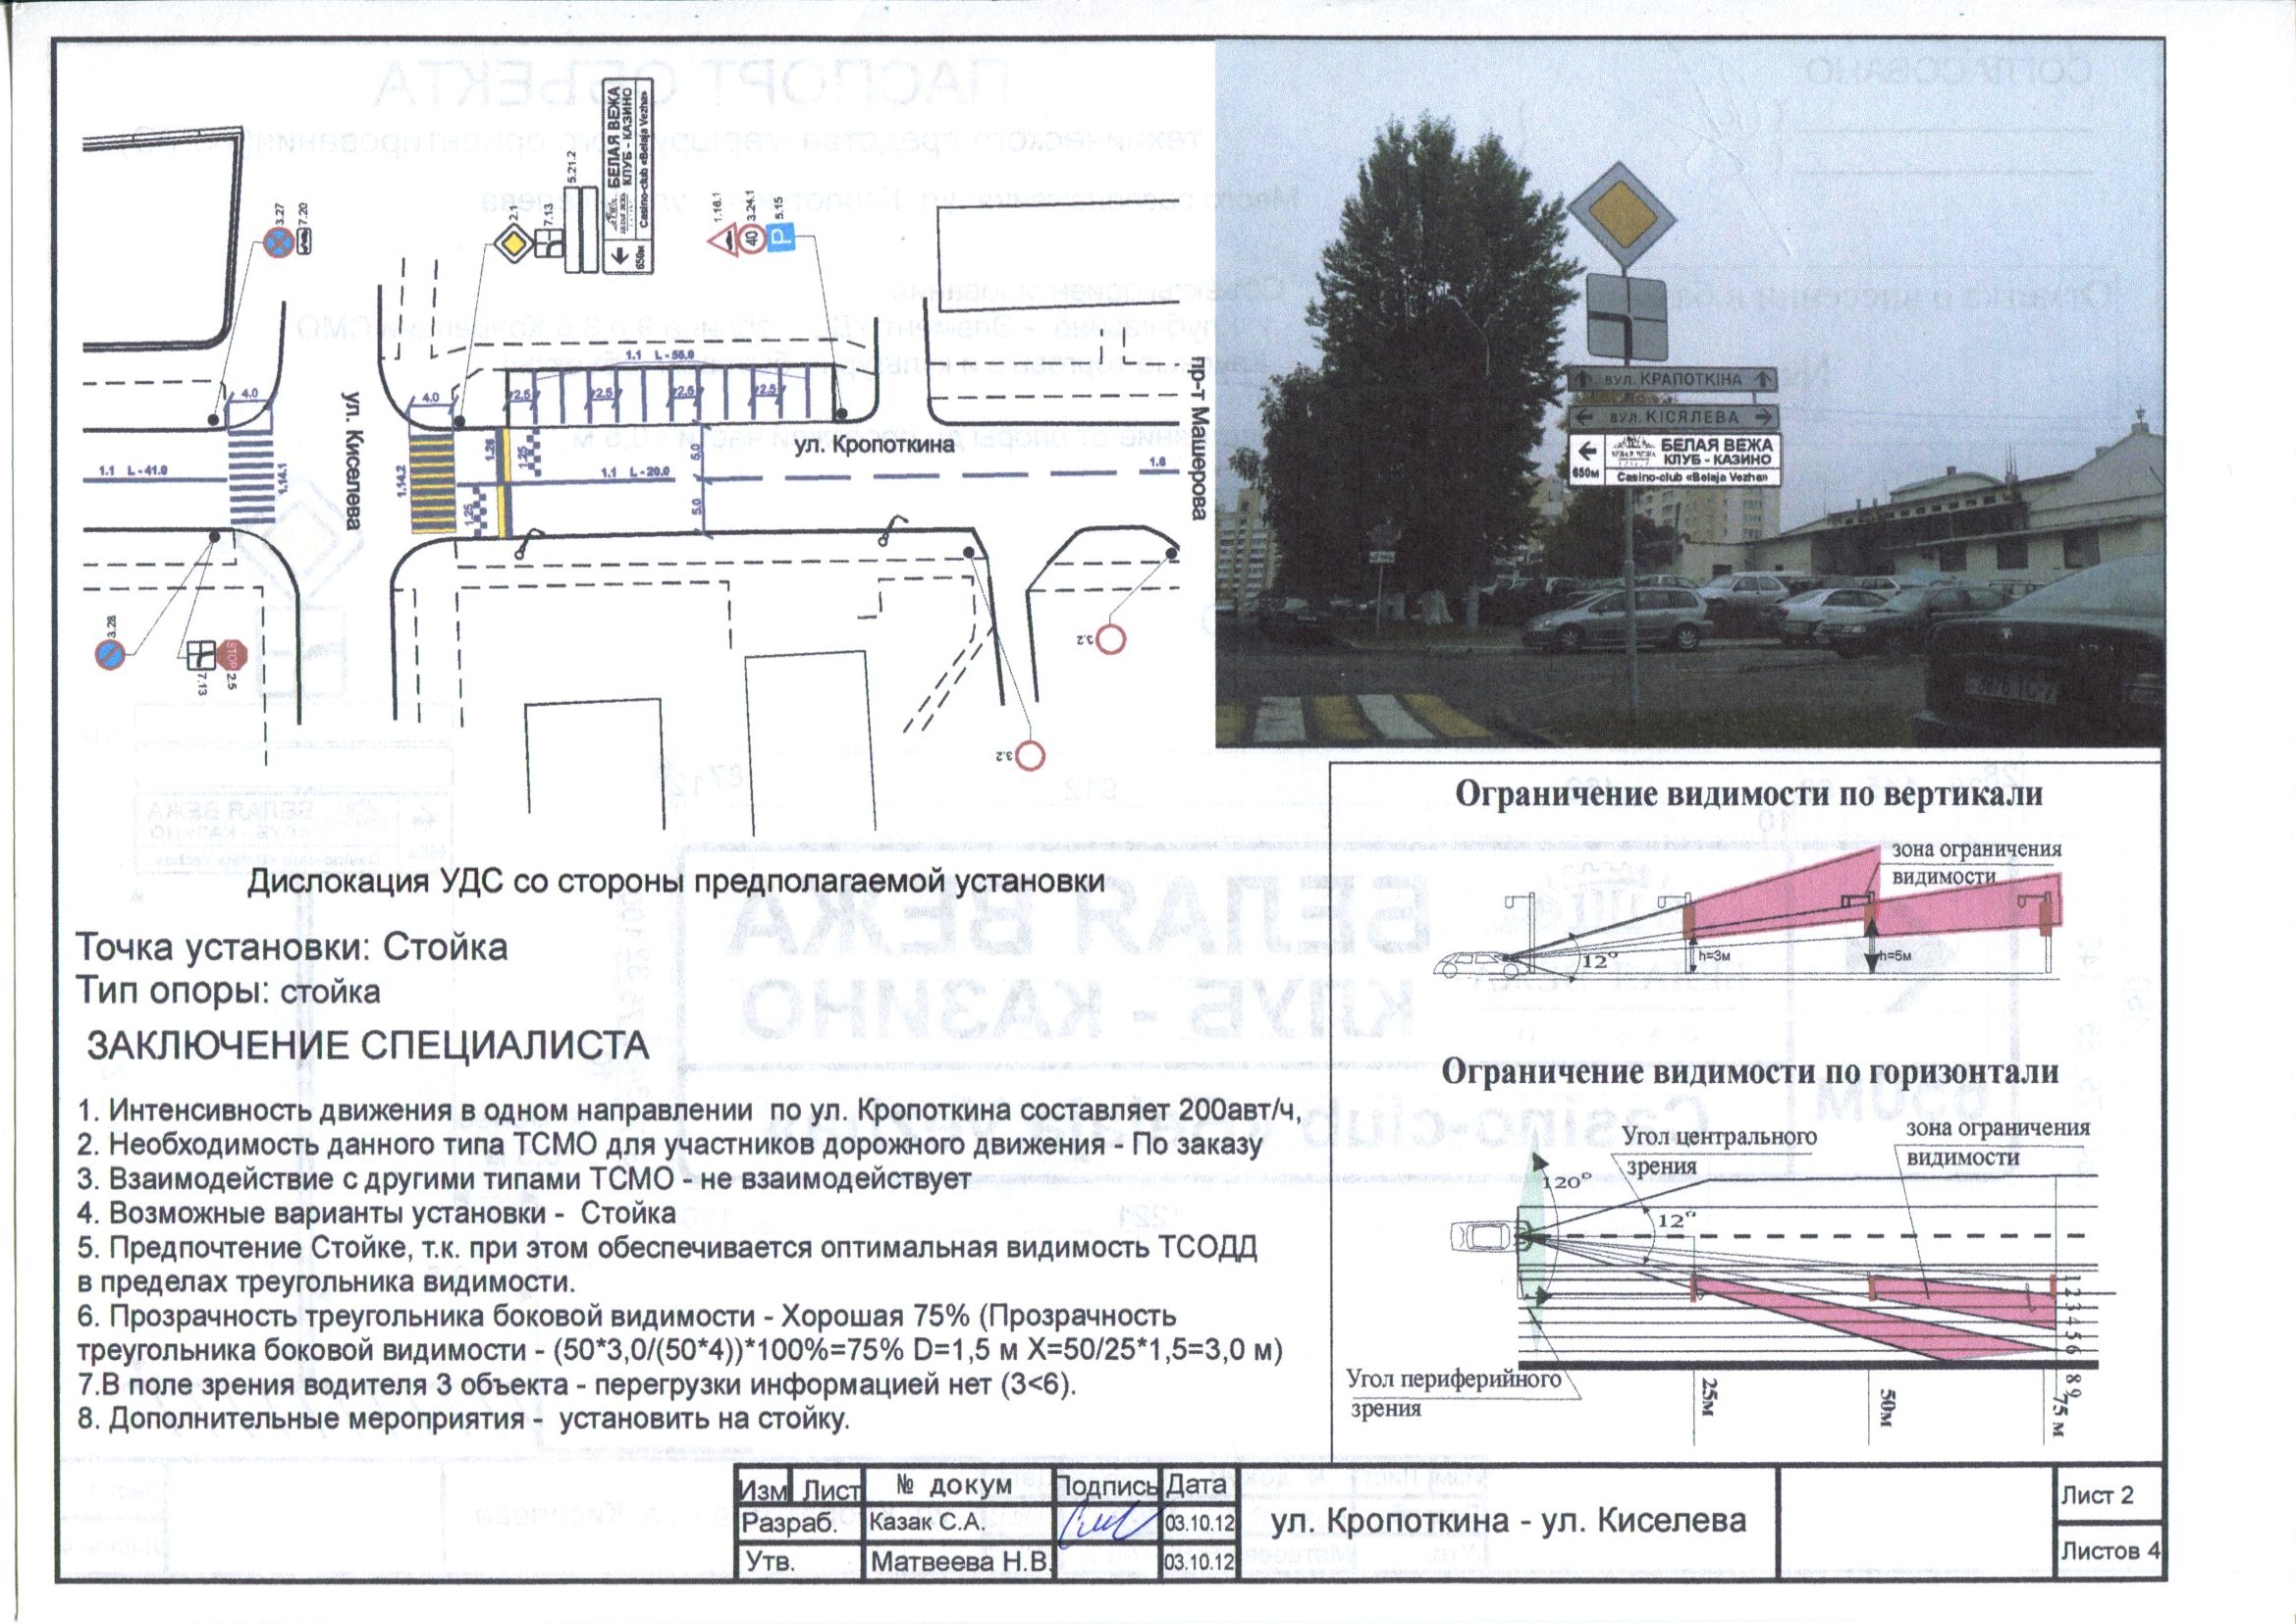 3.27
7.20
2.1
7.13
5.21.2
650м
БЕЛАЯ ВЕЖА
КЛУБ - КАЗИНО
Casino-club «Belaja Vezha»
1.16.1
3.24.1
5.15
40
P
ул. Киселева
4.0
4.0
1.1 L-56.0
2.5
2.5
2.5
2.5
1.1 L-41.0
1.14.1
1.14.2
1.26
1.25
1.25
1.1 L-20.0
5.0
5.0
ул. Кропоткина
1.6
пр-т Машерова
3.28
7.13
2.5
STOP
3.2
3.2
вул. КРАПОТКІНА
вул. КІСЯЛЕВА
БЕЛАЯ ВЕЖА
КЛУБ - КАЗИНО
650м
Casino-club «Belaja Vezha»
Дислокация УДС со стороны предполагаемой установки
Точка установки: Стойка
Тип опоры: стойка
ЗАКЛЮЧЕНИЕ СПЕЦИАЛИСТА
1. Интенсивность движения в одном направлении по ул. Кропоткина составляет 200авт/ч,
2. Необходимость данного типа ТСМО для участников дорожного движения - По заказу
3. Взаимодействие с другими типами ТСМО - не взаимодействует
4. Возможные варианты установки - Стойка
5. Предпочтение Стойке, т.к. при этом обеспечивается оптимальная видимость ТСОДД
в пределах треугольника видимости.
6. Прозрачность треугольника боковой видимости - Хорошая 75% (Прозрачность
треугольника боковой видимости - (50*3,0/(50*4))*100%=75% D=1,5 м X=50/25*1,5=3,0 м)
7.В поле зрения водителя 3 объекта - перегрузки информацией нет (3<6).
8. Дополнительные мероприятия - установить на стойку.
Ограничение видимости по вертикали
зона ограничения
видимости
12°
h=3м
h=5м
Ограничение видимости по горизонтали
Угол центрального
зрения
зона ограничения
видимости
120°
12°
1 2 3 4 5 6
8 9
Угол периферийного
зрения
25м
50м
75 м
Изм Лист № докум Подпись Дата
Разраб. Казак С.А. 03.10.12
Утв. Матвеева Н.В. 03.10.12
ул. Кропоткина - ул. Киселева
Лист 2
Листов 4